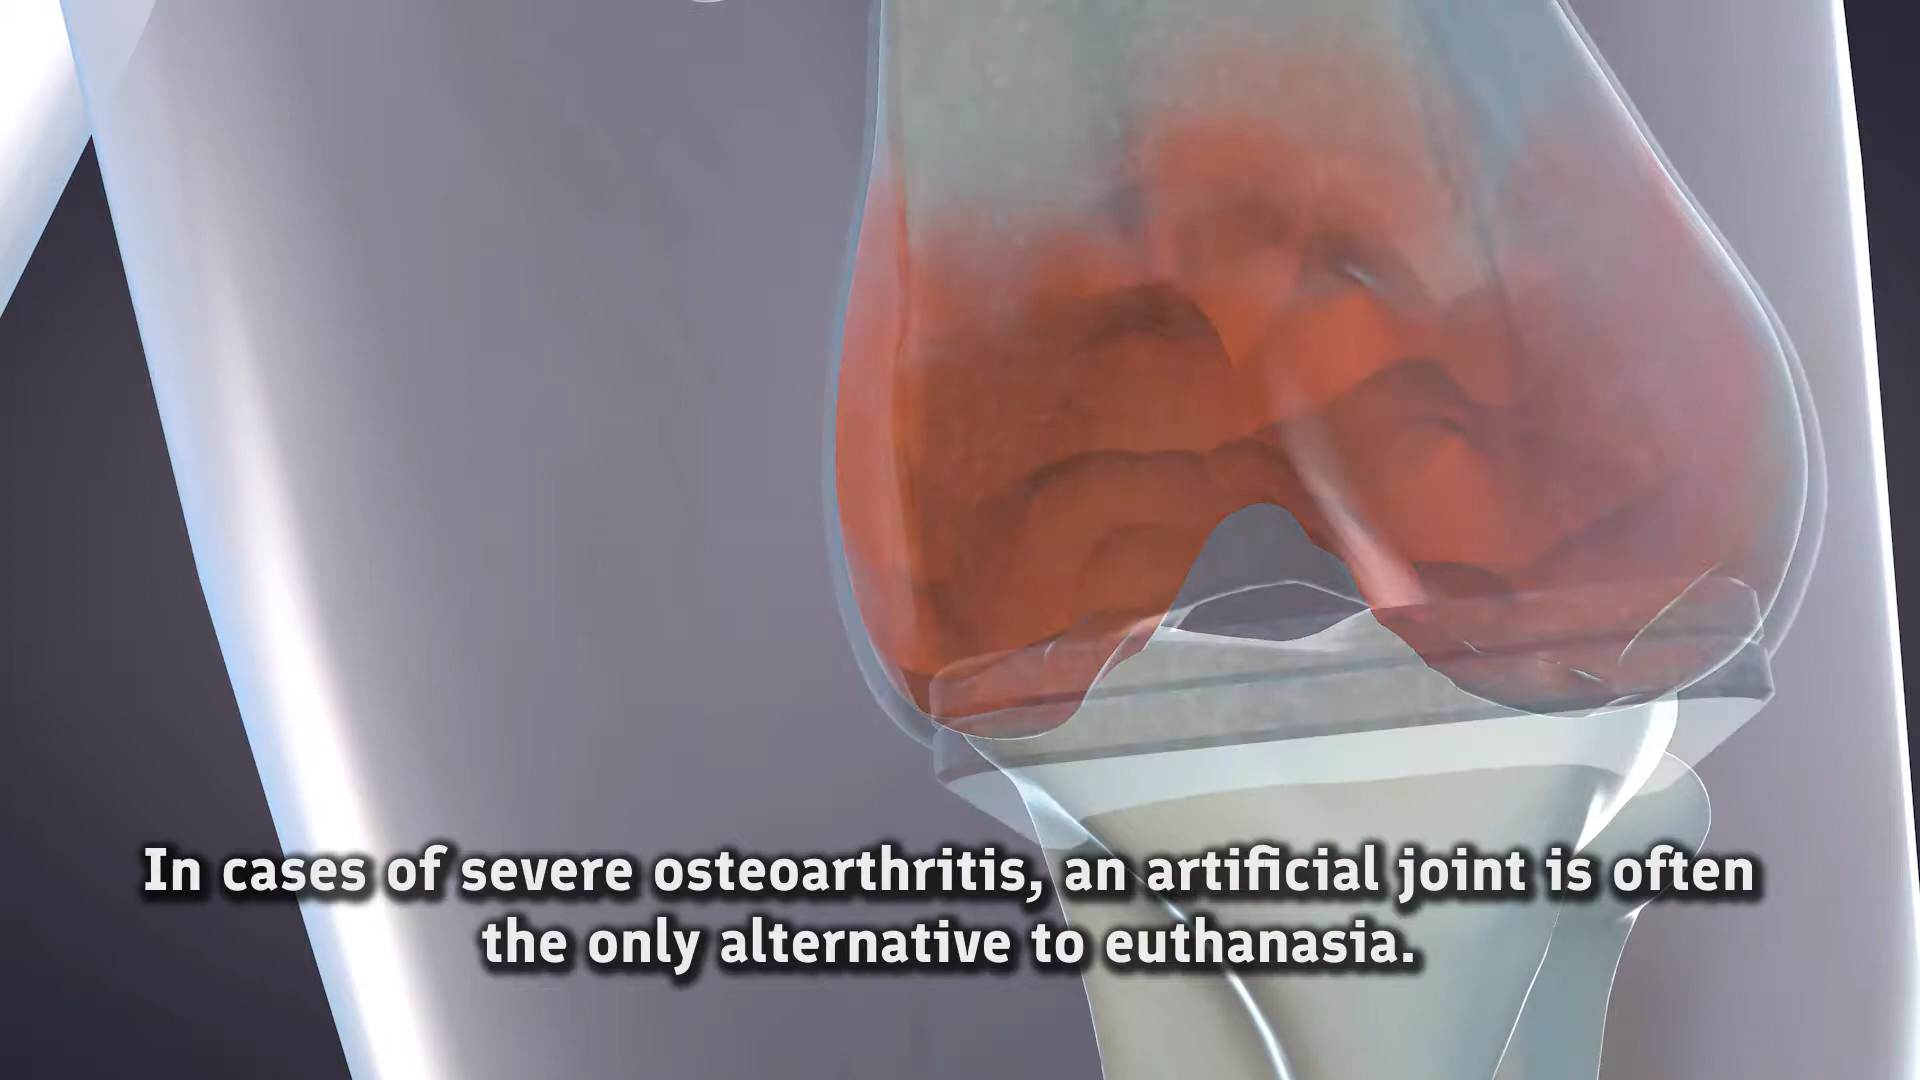 In cases of severe osteoarthritis, an artificial joint is often
the only alternative to euthanasia.